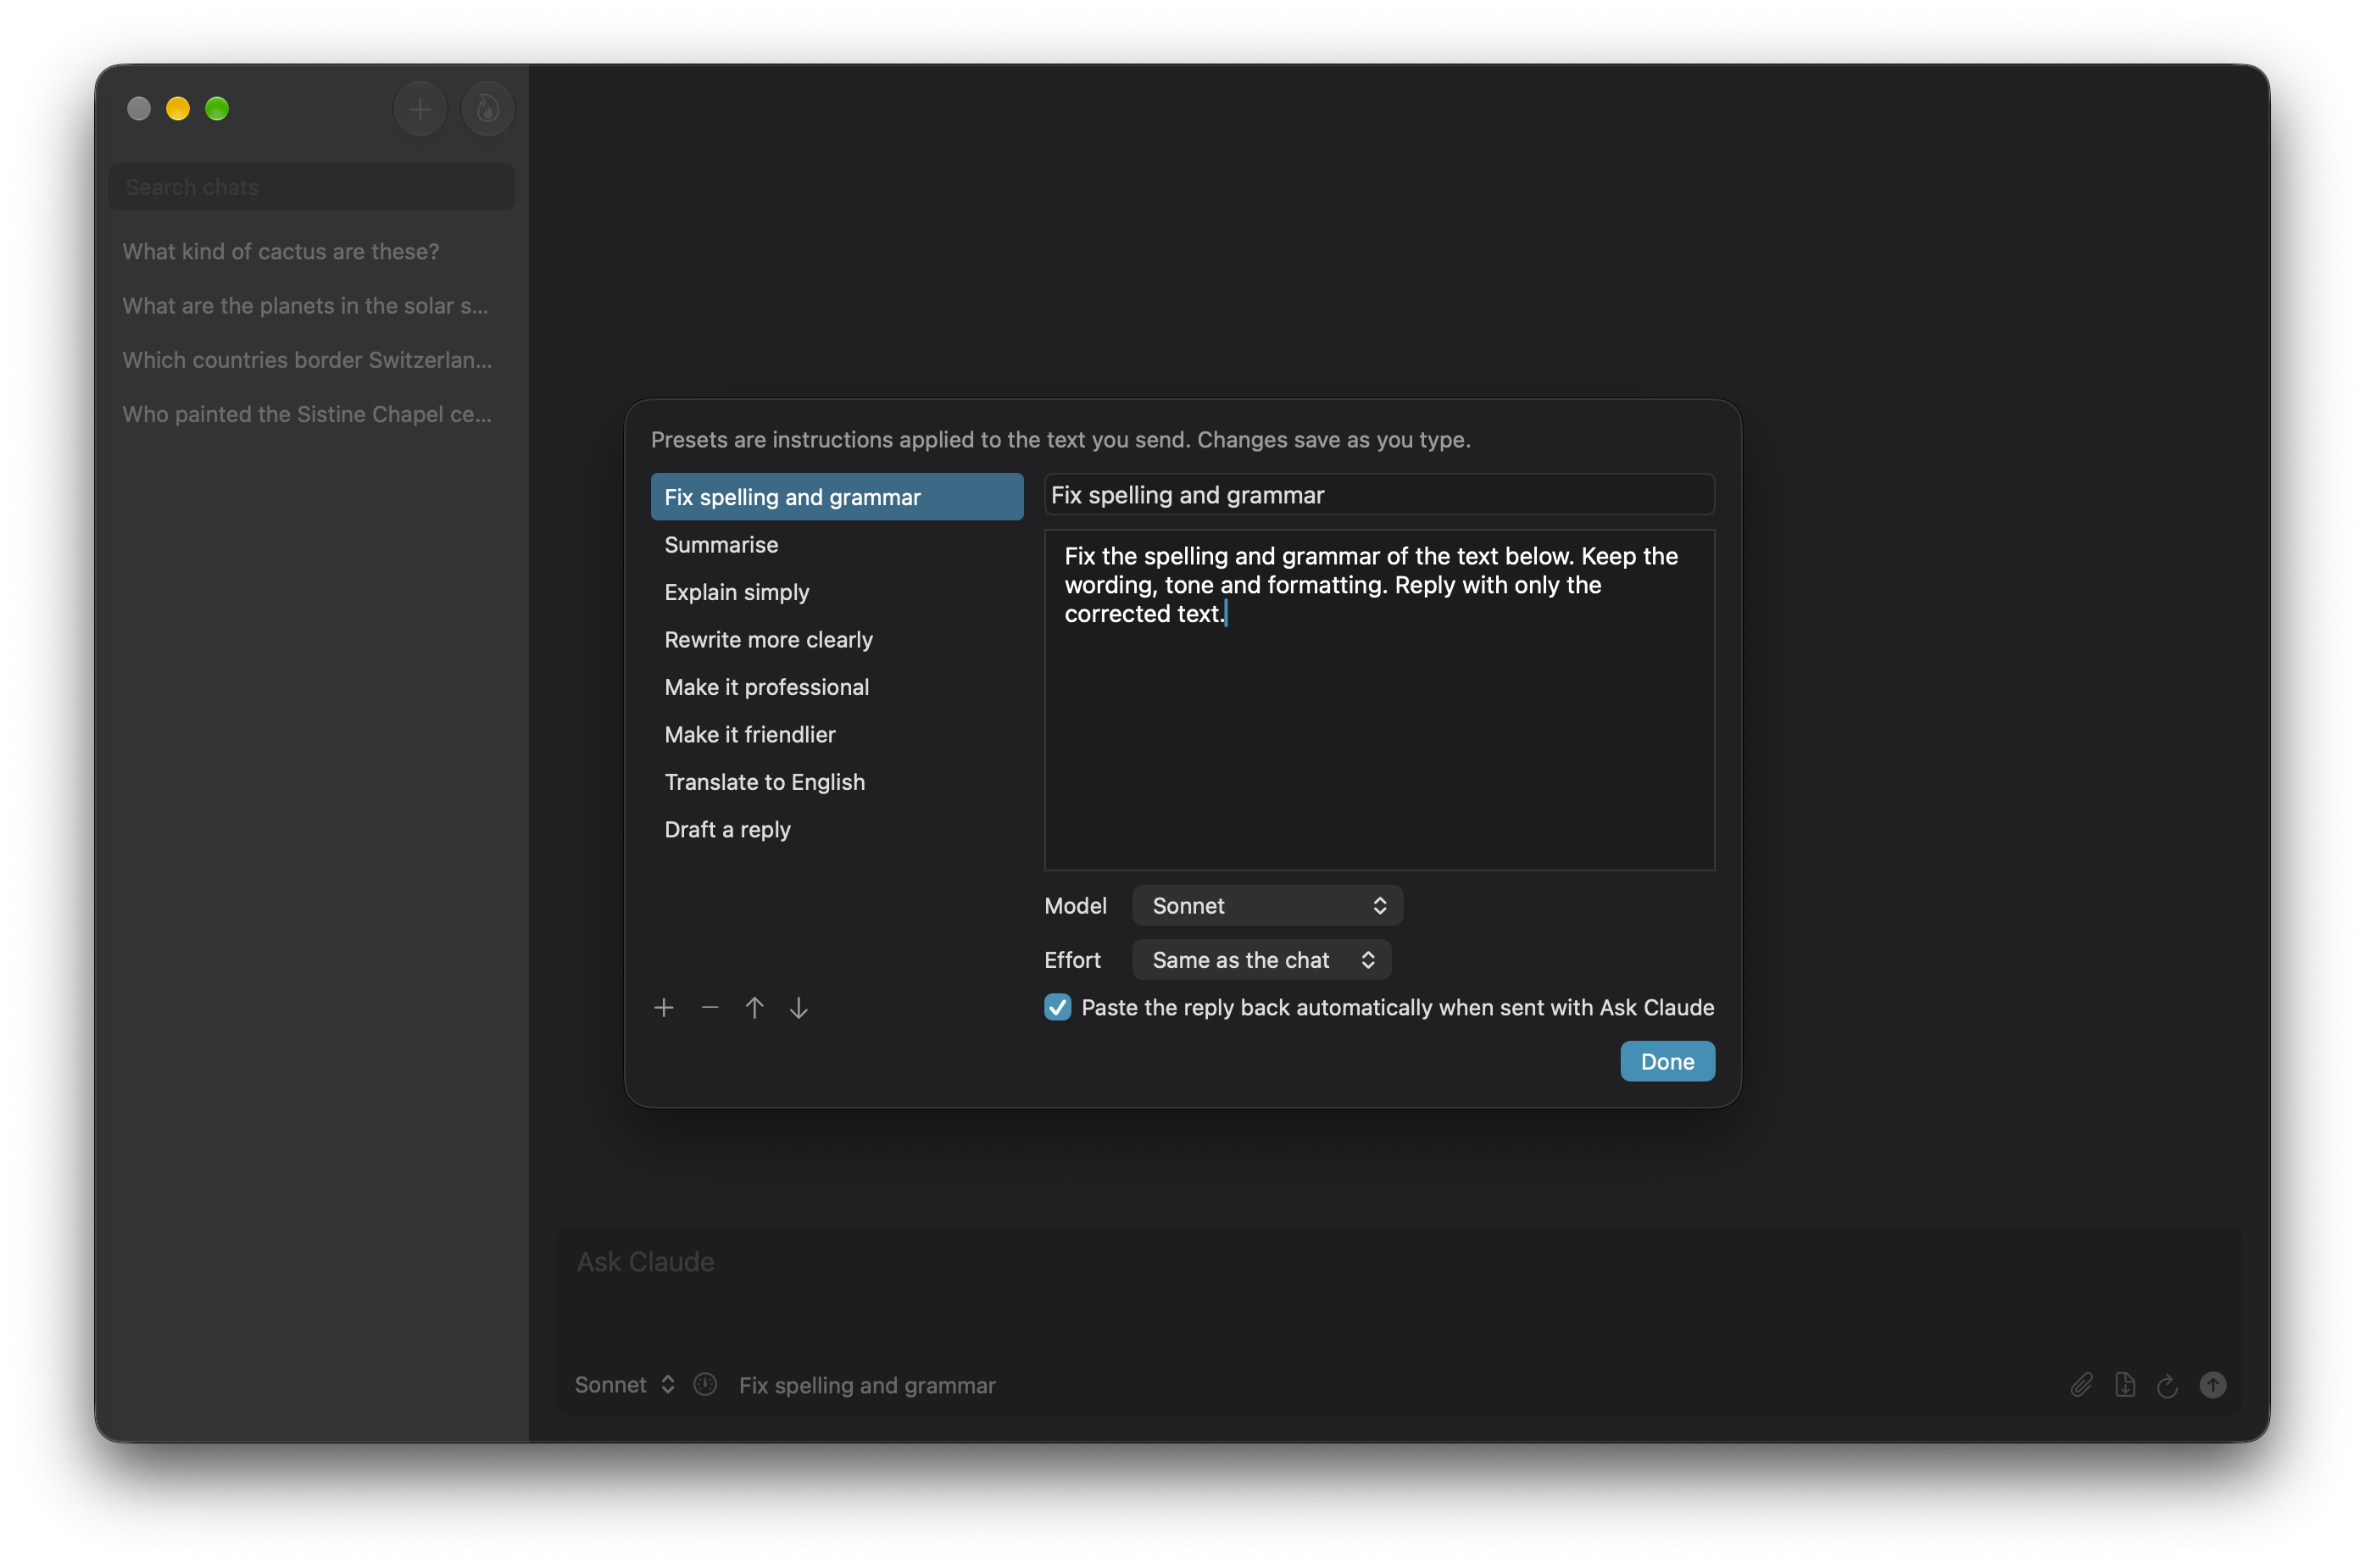 Search chats
What kind of cactus are these?
What are the planets in the solar s...
Which countries border Switzerlan...
Who painted the Sistine Chapel ce...
Presets are instructions applied to the text you send. Changes save as you type.
Fix spelling and grammar
Summarise
Explain simply
Rewrite more clearly
Make it professional
Make it friendlier
Translate to English
Draft a reply
Fix spelling and grammar
Fix the spelling and grammar of the text below. Keep the
wording, tone and formatting. Reply with only the
corrected text.
Model Sonnet
Effort Same as the chat
Paste the reply back automatically when sent with Ask Claude
Done
Ask Claude
Sonnet Fix spelling and grammar